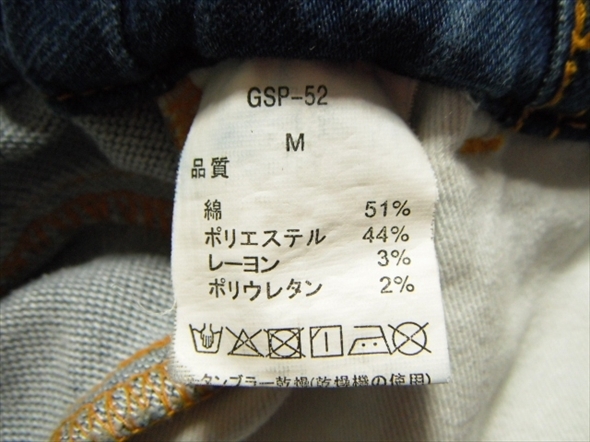 GSP-52
M
品質
綿 51%
ポリエステル 44%
レーヨン 3%
ポリウレタン 2%
タンブラー乾燥(乾燥機の使用)